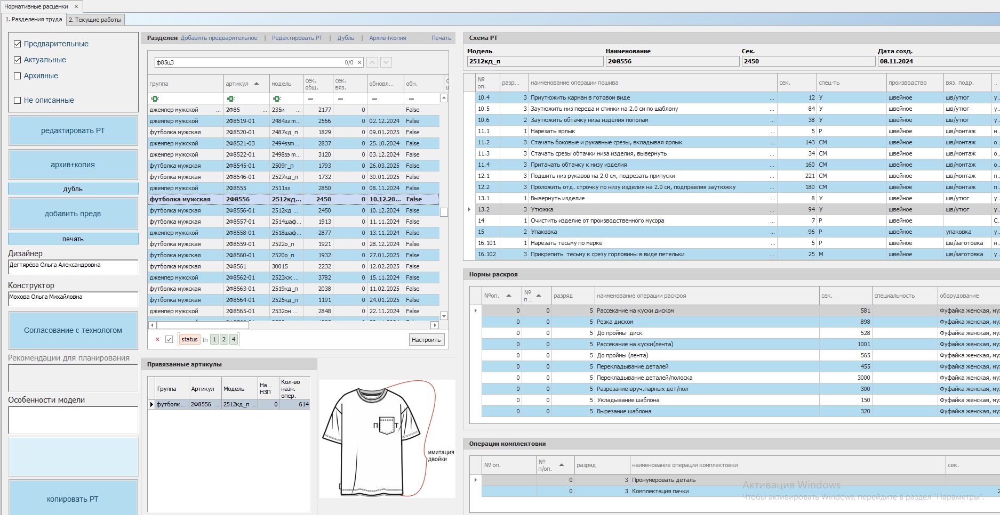 Нормативные расценки ×
1. Разделения труда 2. Текущие работы
Предварительные
Актуальные
Архивные
Не описанные
редактировать РТ
архив+копия
дубль
добавить предв
печать
Дизайнер
Дегтярёва Ольга Александровна
Конструктор
Мохова Ольга Михайловна
Согласование с технологом
Рекомендации для планирования
Особенности модели
копировать РТ
Разделен Добавить предварительное | Редактировать РТ | Дубль | Архив+копия Печать
ф85ц3 0/0 ×
группа артикул модель сек. общ. сек. вяз. обновл... обн.
джемпер мужской ... 2Ф85 ... 235и ... 2177 0 False
джемпер мужской 2Ф8519-01 2484зз m... 2566 0 02.12.2024 False
футболка мужская 2Ф8520-01 2487кд_п 1829 0 09.01.2025 False
джемпер мужской 2Ф8521-03 2494ззm... 2837 0 25.10.2024 False
джемпер мужской 2Ф8522-01 2498зз m... 3120 0 03.12.2024 False
футболка мужская 2Ф8545-01 2509г_п 1793 0 26.03.2025 False
футболка мужская 2Ф8546-01 2527кд_п 1732 0 30.01.2025 False
джемпер мужской 2Ф8555 2511зз 2850 0 08.11.2024 False
футболка мужская 2Ф8556 2512кд... 2450 0 10.12.20... False
футболка мужская 2Ф8556-01 2512кд ... 2450 0 10.12.2024 False
футболка мужская 2Ф8557-01 2514шаф... 1913 0 11.11.2024 False
джемпер мужской 2Ф8558-01 2518шаф... 2877 0 13.11.2024 False
футболка мужская 2Ф8559-01 2522о_п 1921 0 28.12.2024 False
футболка мужская 2Ф8560-01 2520о_п 1932 0 27.01.2025 False
футболка мужская 2Ф8561 30015 2232 0 12.02.2025 False
джемпер мужской 2Ф8562-01 2523юк ... 3782 0 15.11.2024 False
футболка мужская 2Ф8563-01 2519кд_п 2038 0 11.02.2025 False
футболка мужская 2Ф8564-01 2525кд_п 1191 0 24.01.2025 False
джемпер мужской 2Ф8565-01 2532он ... 2848 0 22.11.2024 False
× status In 1 2 4 Настроить
Привязанные артикулы
Группа Артикул Модель На... НЗП Кол-во назн. опер.
футболк... 2Ф8556 ... 2512кд_п ... 0 614
П Т
имитация
двойки
Схема РТ
Модель Наименование Сек. Дата созд.
2512кд_п 2Ф8556 2450 08.11.2024
№ оп. разр... наименование операции пошива сек. спец-ть производство вяз. подр. ..
10.4 3 Приутюжить карман в готовом виде ... 12 У швейное шв/утюг у..
10.5 3 Заутюжить низ переда и спинки на 2.0 см по шаблону ... 84 У швейное шв/утюг у..
10.6 2 Заутюжить обтачку низа изделия пополам ... 38 У швейное шв/утюг у..
11.1 1 Нарезать ярлык ... 5 Р швейное шв/монтаж н..
11.2 3 Стачать боковые и рукавные срезы, вкладывая ярлык ... 143 СМ швейное шв/монтаж о..
11.3 3 Стачать срезы обтачки низа изделия, вывернуть ... 34 СМ швейное шв/монтаж о..
11.4 3 Притачать обтачку к низу изделия ... 160 СМ швейное шв/монтаж о..
12.1 3 Подшить низ рукавов на 2.0 см, подрезать припуски ... 221 СМ швейное шв/монтаж п..
12.2 3 Проложить отд. строчку по низу изделия на 2.0 см, подправляя заутюжку ... 180 СМ швейное шв/монтаж п..
13.1 1 Вывернуть изделие ... 8 У швейное шв/утюг у..
13.2 3 Утюжка ... 94 У швейное шв/утюг у..
14 1 Очистить изделие от производственного мусора ... 7 Р швейное С..
15 2 Упаковка ... 96 Р швейное упаковка у..
16.101 1 Нарезать тесьму по мерке ... 5 Р швейное шв/заготовка н..
16.102 3 Прикрепить тесьму к срезу горловины в виде петельки ... 25 М швейное шв/заготовка у..
Нормы раскроя
№оп. № п... разряд наименование операции раскроя сек. специальность оборудование
0 0 5 Рассекание на куски диском 581 Фуфайка женская, му
0 0 5 Резка диском 898 Фуфайка женская, му
0 0 5 До проймы диск 528 Фуфайка женская, му
0 0 5 Рассекание на куски(лента) 1001 Фуфайка женская, му
0 0 5 До проймы (лента) 565 Фуфайка женская, му
0 0 5 Перекладывание деталей 455 Фуфайка женская, му
0 0 5 Перекладывание деталей/полоска 3000 Фуфайка женская, му
0 0 5 Разрезание вруч.парных дет/пол 300 Фуфайка женская, му
0 0 5 Укладывание шаблона 150 Фуфайка женская, му
0 0 5 Вырезание шаблона 320 Фуфайка женская, му
Операции комплектовки
№ оп. № п/оп. разряд наименование операции комплектовки сек.
0 3 Пронумеровать деталь
0 3 Комплектация пачки 2
Активация Windows
Чтобы активировать Windows, перейдите в раздел "Параметры".